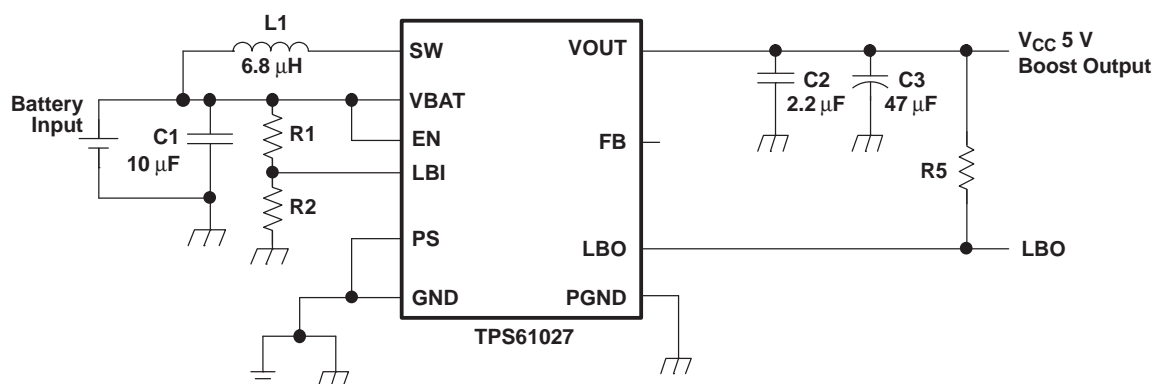 L1
6.8 μH
SW
VOUT
V_CC 5 V
Boost Output
C2
2.2 μF
C3
47 μF
Battery
Input
VBAT
C1
10 μF
R1
EN
FB
LBI
R5
R2
PS
LBO
LBO
GND
PGND
TPS61027